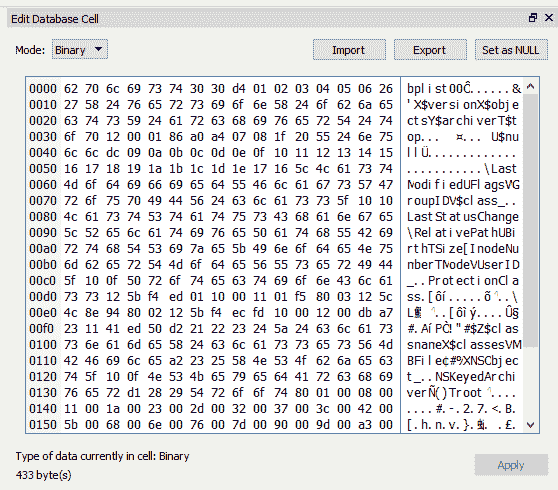 Edit Database Cell
Mode: Binary Import Export Set as NULL
0000 62 70 6c 69 73 74 30 30 d4 01 02 03 04 05 06 26 bplist00Ô......&
0010 27 58 24 76 65 72 73 69 6f 6e 58 24 6f 62 6a 65 'X$versionX$obje
0020 63 74 73 59 24 61 72 63 68 69 76 65 72 54 24 74 ctsY$archiverT$t
0030 6f 70 12 00 01 86 a0 a4 07 08 1f 20 55 24 6e 75 op... ¤... U$nu
0040 6c 6c dc 09 0a 0b 0c 0d 0e 0f 10 11 12 13 14 15 llÜ.............
0050 16 17 18 19 1a 1b 1c 1d 1e 17 16 5c 4c 61 73 74 ...........\Last
0060 4d 6f 64 69 66 69 65 64 55 46 6c 61 67 73 57 47 ModifiedUFlagsWG
0070 72 6f 75 70 49 44 56 24 63 6c 61 73 73 5f 10 10 roupIDV$class_..
0080 4c 61 73 74 53 74 61 74 75 73 43 68 61 6e 67 65 LastStatusChange
0090 5c 52 65 6c 61 74 69 76 65 50 61 74 68 55 42 69 \RelativePathUBi
00a0 72 74 68 54 53 69 7a 65 5b 49 6e 6f 64 65 4e 75 rthTSize[InodeNu
00b0 6d 62 65 72 54 4d 6f 64 65 56 55 73 65 72 49 44 mberTModeVUserID
00c0 5f 10 0f 50 72 6f 74 65 63 74 69 6f 6e 43 6c 61 _..ProtectionCla
00d0 73 73 12 5b f4 ed 01 10 00 11 01 f5 80 03 12 5c ss.[ôí.....õ..\
00e0 4c 8e 94 80 02 12 5b f4 ec fd 10 00 12 00 db a7 L ..[ôìý....
00f0 23 11 41 ed 50 d2 21 22 23 24 5a 24 63 6c 61 73 #.AíPÒ!"#$Z$clas
0100 73 6e 61 6d 65 58 24 63 6c 61 73 73 65 73 56 4d snameX$classesVM
0110 42 46 69 6c 65 a2 23 25 58 4e 53 4f 62 6a 65 63 BFile¢#%XNSObjec
0120 74 5f 10 0f 4e 53 4b 65 79 65 64 41 72 63 68 69 t_..NSKeyedArchi
0130 76 65 72 d1 28 29 54 72 6f 6f 74 80 01 00 08 00 verÑ()Troot ....
0140 11 00 1a 00 23 00 2d 00 32 00 37 00 3c 00 42 00 ....#.-.2.7.<.B.
0150 5b 00 68 00 6e 00 76 00 7d 00 90 00 9d 00 a3 00 [.h.n.v.}. .£.
Type of data currently in cell: Binary
433 byte(s)
Apply